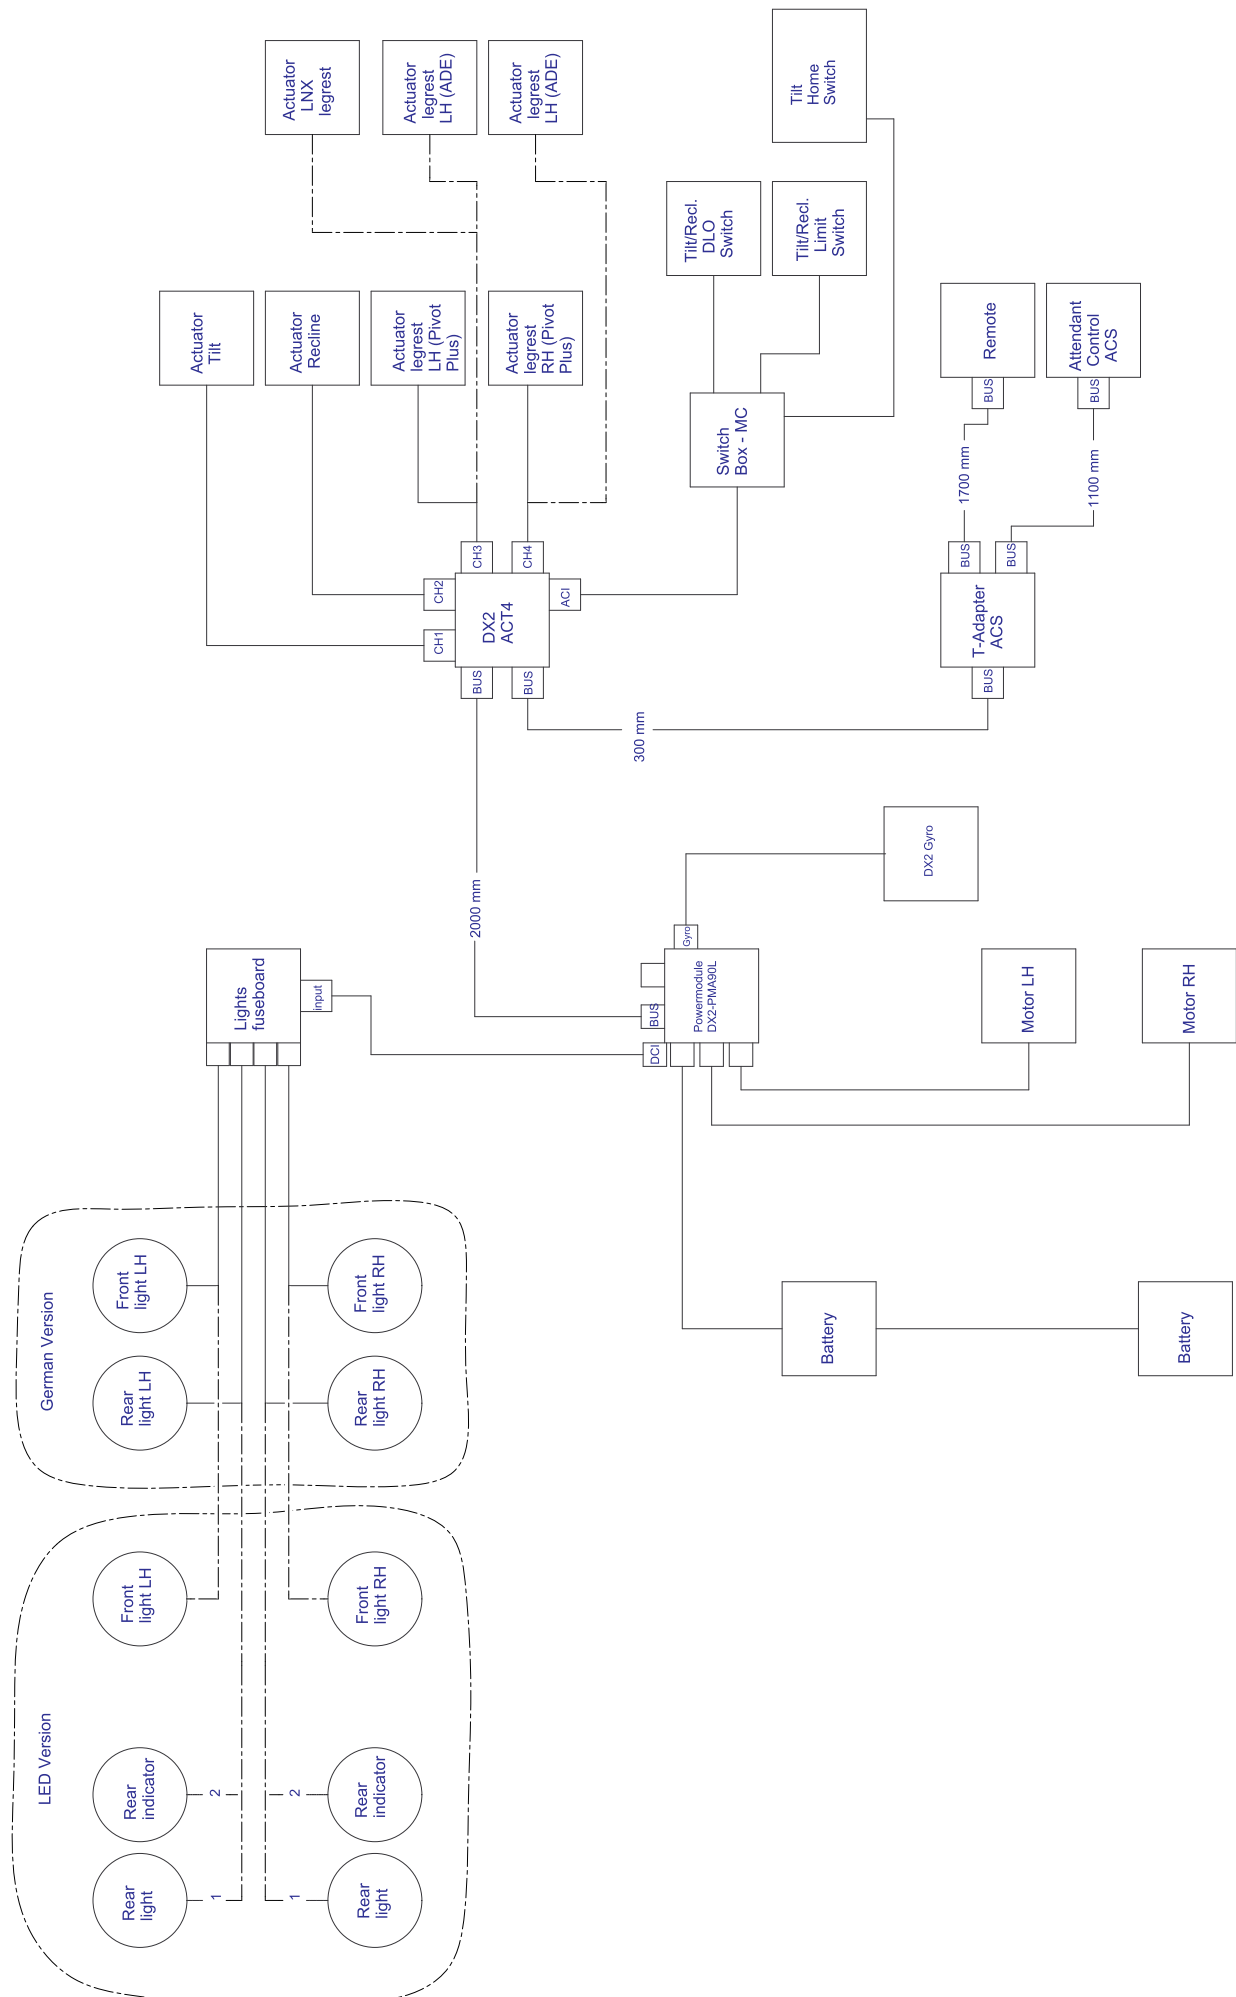 Actuator
LNX
legrest
Actuator
legrest
LH (ADE)
Actuator
legrest
LH (ADE)
Tilt
Home
Switch
Tilt/Recl.
DLO
Switch
Tilt/Recl.
Limit
Switch
Actuator
Tilt
Actuator
Recline
Actuator
legrest
LH (Pivot
Plus)
Actuator
legrest
RH (Pivot
Plus)
Remote
BUS
Attendant
Control
ACS
BUS
Switch
Box - MC
1700 mm
1100 mm
CH3
CH4
CH2
CH1
ACI
DX2
ACT4
BUS
BUS
BUS
BUS
T-Adapter
ACS
BUS
300 mm
2000 mm
DX2 Gyro
Gyro
Powermodule
DX2-PMA90L
BUS
DCI
Lights
fuseboard
input
Motor LH
Motor RH
German Version
Front
light LH
Front
light RH
Rear
light LH
Rear
light RH
Battery
Battery
LED Version
Front
light LH
Front
light RH
Rear
indicator
2
2
Rear
indicator
Rear
light
1
1
Rear
light